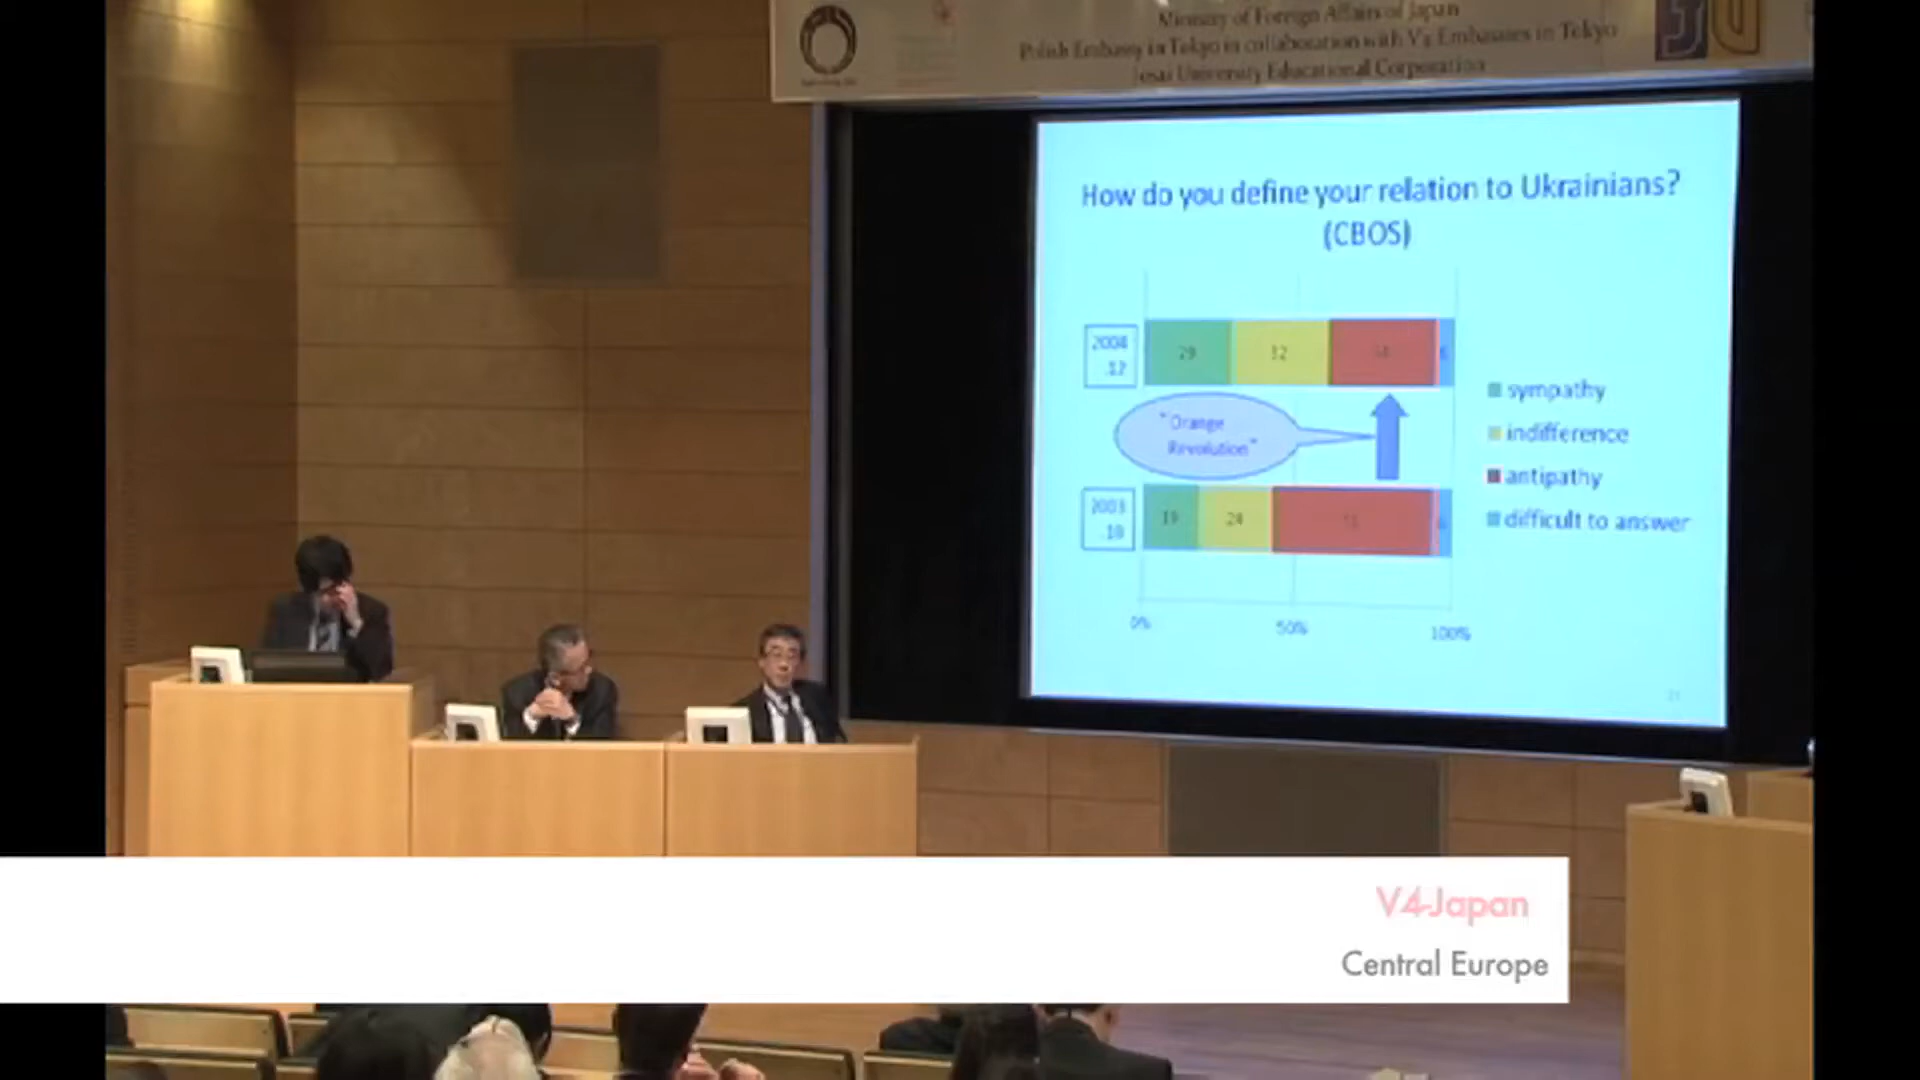 Ministry of Foreign Affairs of Japan
Polish Embassy in Tokyo in collaboration with V4 Embassies in Tokyo
Josai University Educational Corporation
How do you define your relation to Ukrainians?
(CBOS)
2004
.12
29
32
"Orange
Revolution"
2003
.10
19
24
sympathy
indifference
antipathy
difficult to answer
0%
50%
100%
V4-Japan
Central Europe